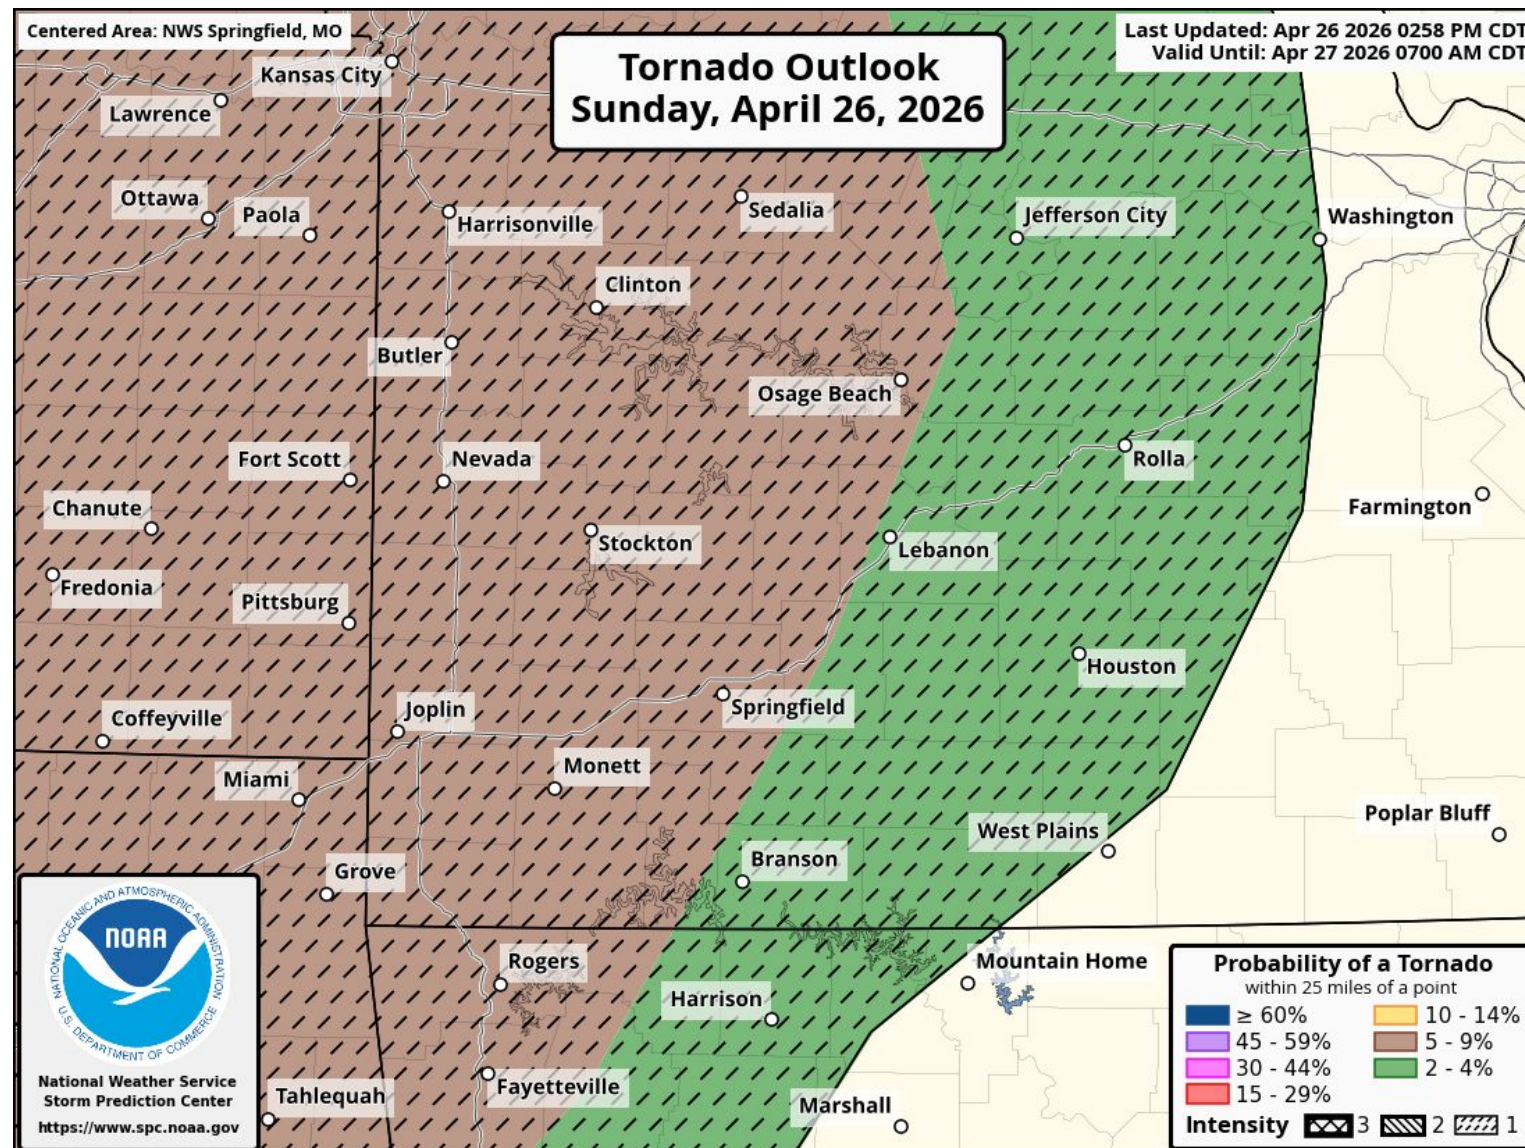 Centered Area: NWS Springfield, MO
Last Updated: Apr 26 2026 0258 PM CDT
Valid Until: Apr 27 2026 0700 AM CDT
Tornado Outlook
Sunday, April 26, 2026
Kansas City
Lawrence
Ottawa
Paola
Harrisonville
Sedalia
Jefferson City
Washington
Clinton
Butler
Osage Beach
Fort Scott
Nevada
Rolla
Chanute
Farmington
Stockton
Lebanon
Fredonia
Pittsburg
Houston
Coffeyville
Joplin
Springfield
Miami
Monett
Poplar Bluff
West Plains
Branson
Grove
Rogers
Mountain Home
Harrison
Fayetteville
Tahlequah
Marshall
NATIONAL OCEANIC AND ATMOSPHERIC ADMINISTRATION
NOAA
U.S. DEPARTMENT OF COMMERCE
National Weather Service
Storm Prediction Center
https://www.spc.noaa.gov
Probability of a Tornado
within 25 miles of a point
≥ 60%
45 - 59%
30 - 44%
15 - 29%
10 - 14%
5 - 9%
2 - 4%
Intensity 3 2 1